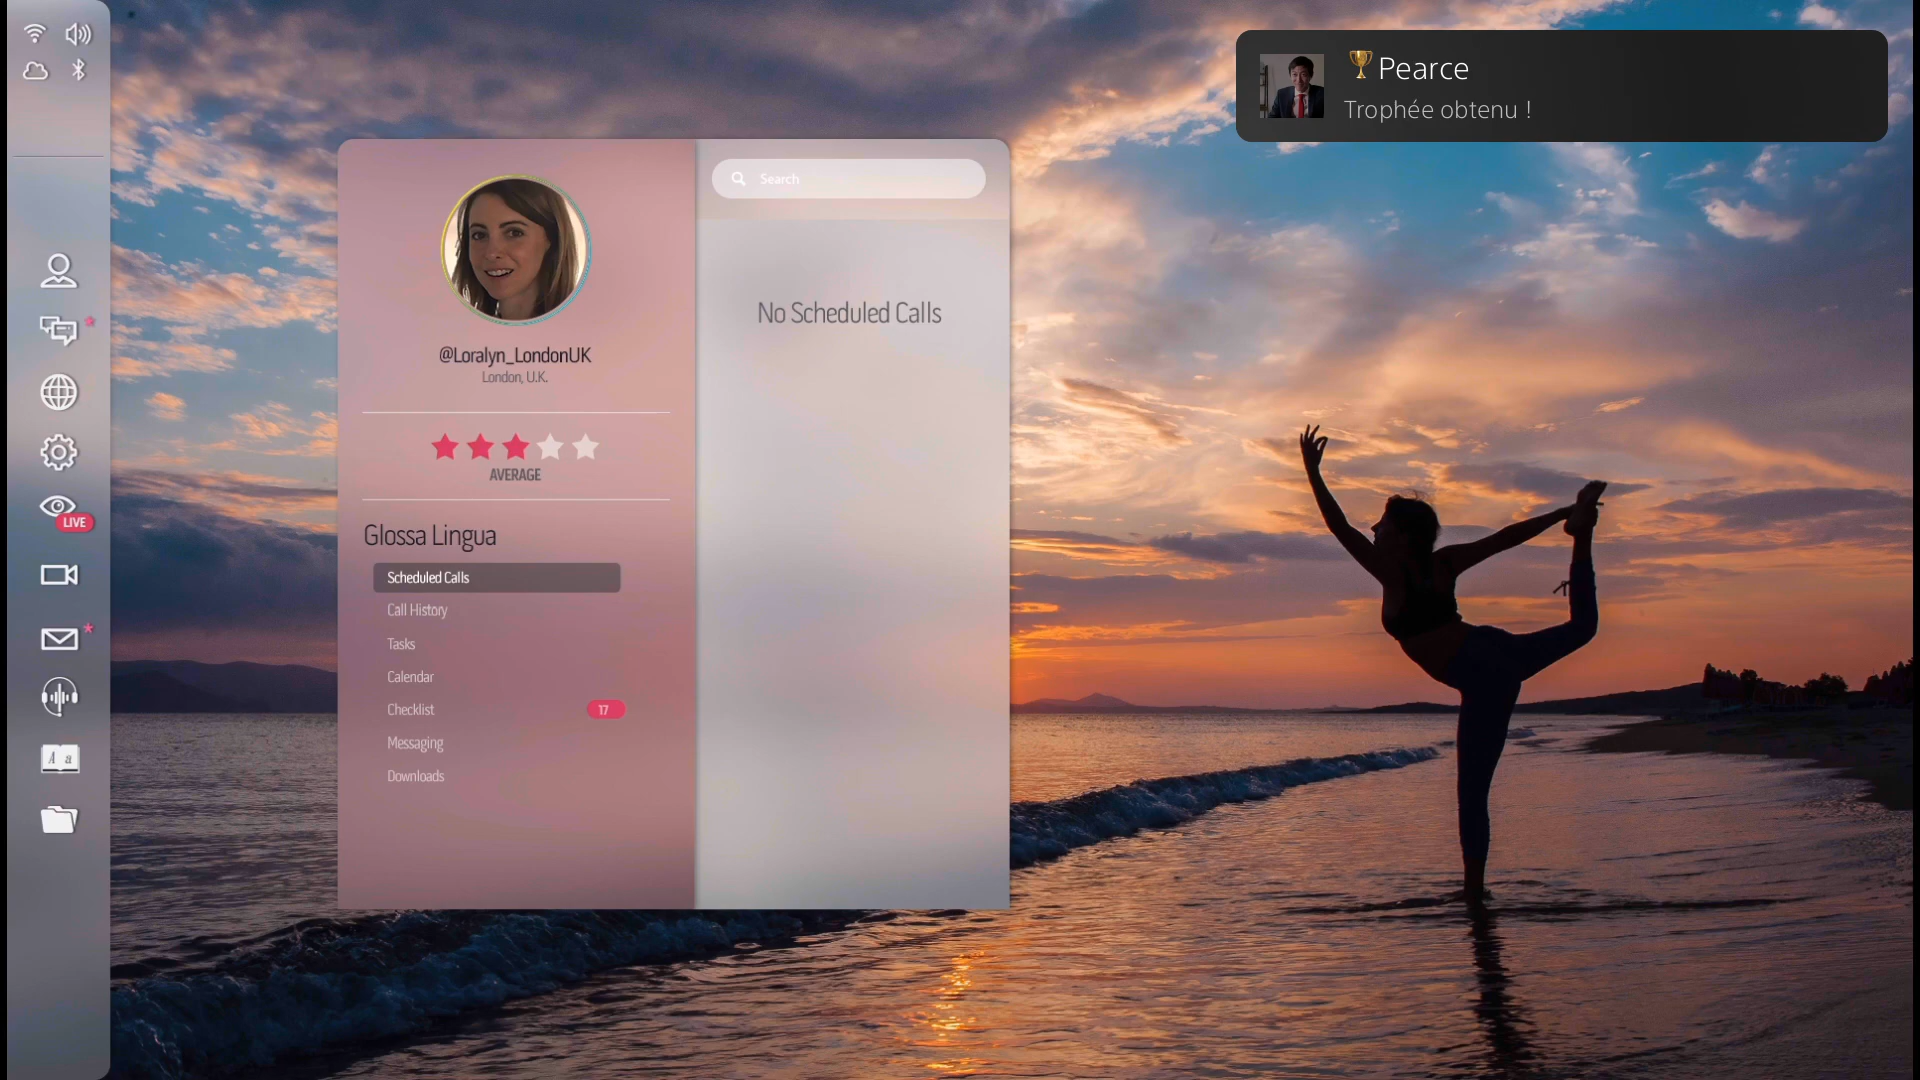 Pearce
Trophée obtenu !
Search
No Scheduled Calls
@Loralyn_LondonUK
London, U.K.
AVERAGE
Glossa Lingua
Scheduled Calls
Call History
Tasks
Calendar
Checklist 17
Messaging
Downloads
LIVE
A a